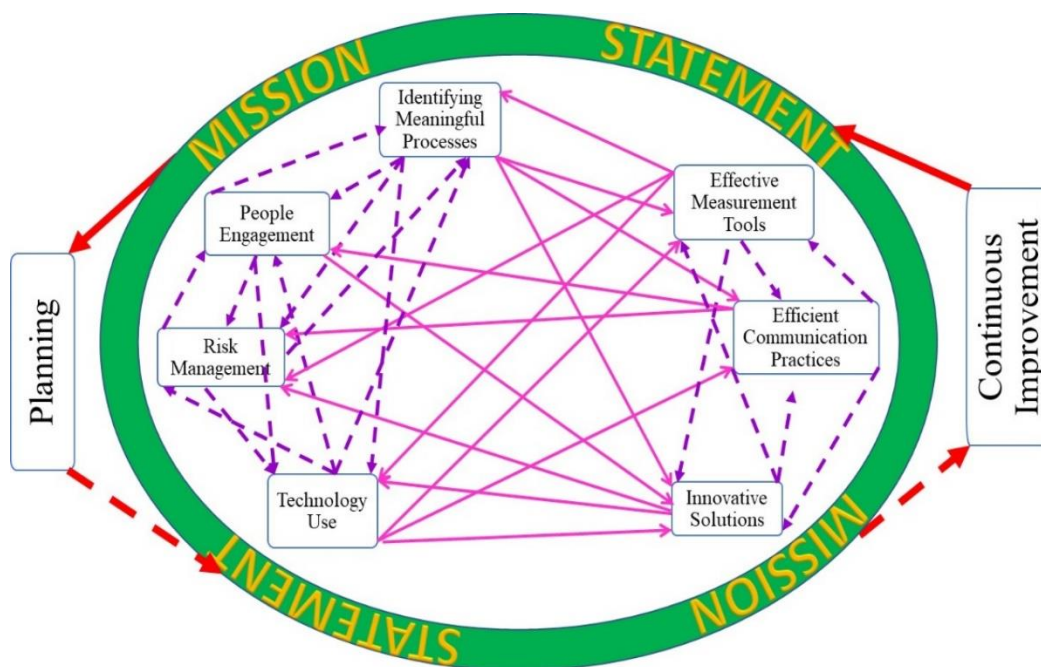 MISSION
STATEMENT
Identifying
Meaningful
Processes
Effective
Measurement
Tools
People
Engagement
Planning
Continuous
Improvement
Risk
Management
Efficient
Communication
Practices
Technology
Use
Innovative
Solutions
MISSION
STATEMENT